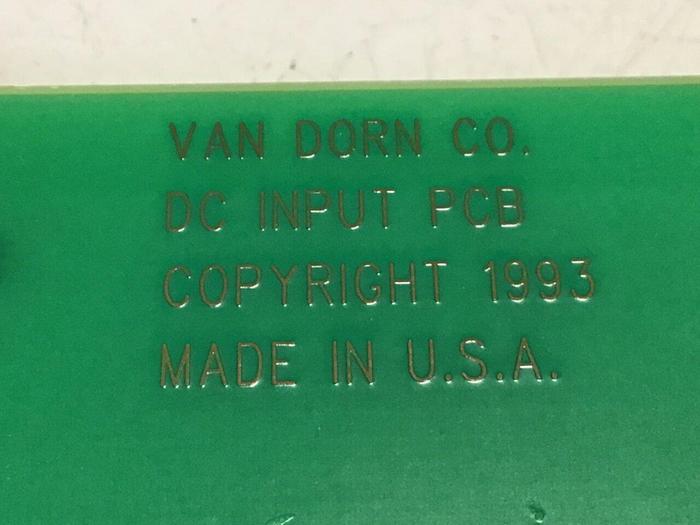 VAN DORN CO.
DC INPUT PCB
COPYRIGHT 1993
MADE IN U.S.A.